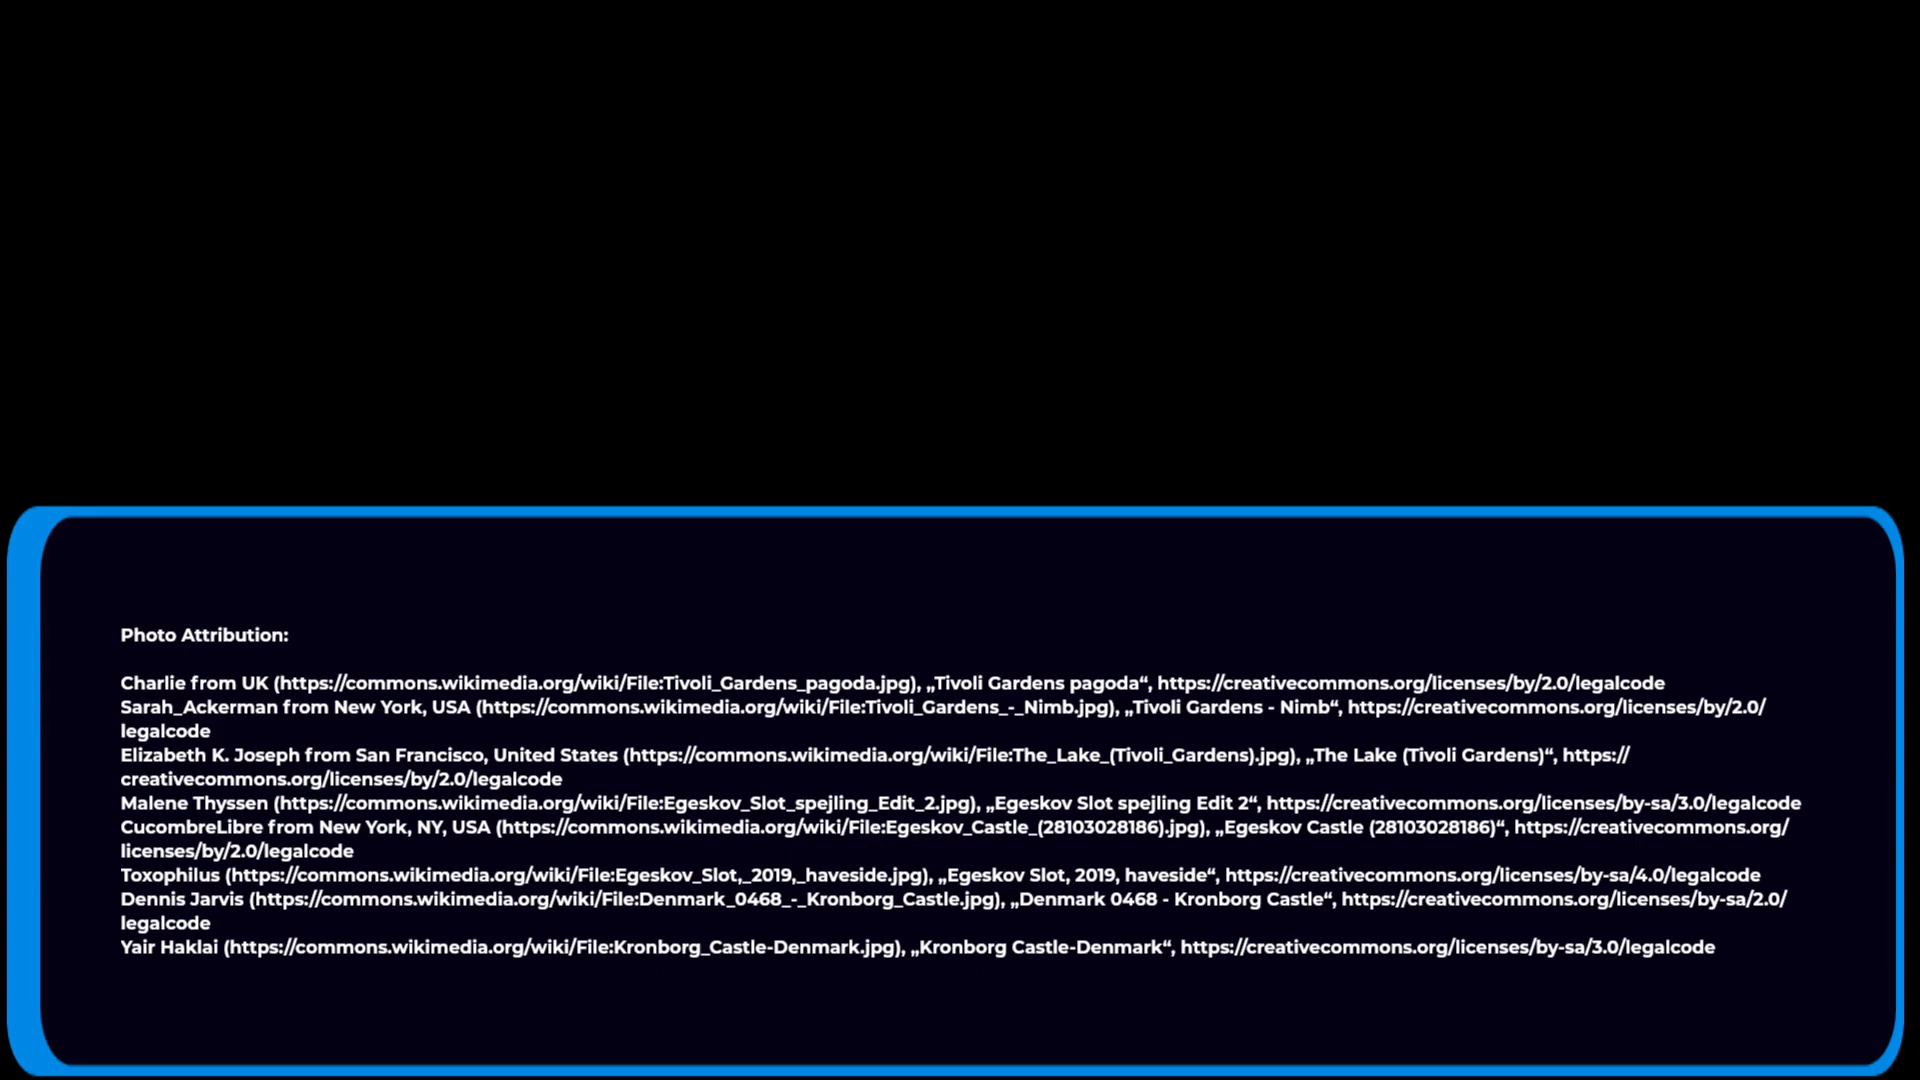 Photo Attribution:
Charlie from UK (https://commons.wikimedia.org/wiki/File:Tivoli_Gardens_pagoda.jpg), „Tivoli Gardens pagoda“, https://creativecommons.org/licenses/by/2.0/legalcode
Sarah_Ackerman from New York, USA (https://commons.wikimedia.org/wiki/File:Tivoli_Gardens_-_Nimb.jpg), „Tivoli Gardens - Nimb“, https://creativecommons.org/licenses/by/2.0/
legalcode
Elizabeth K. Joseph from San Francisco, United States (https://commons.wikimedia.org/wiki/File:The_Lake_(Tivoli_Gardens).jpg), „The Lake (Tivoli Gardens)“, https://
creativecommons.org/licenses/by/2.0/legalcode
Malene Thyssen (https://commons.wikimedia.org/wiki/File:Egeskov_Slot_spejling_Edit_2.jpg), „Egeskov Slot spejling Edit 2“, https://creativecommons.org/licenses/by-sa/3.0/legalcode
CucombreLibre from New York, NY, USA (https://commons.wikimedia.org/wiki/File:Egeskov_Castle_(28103028186).jpg), „Egeskov Castle (28103028186)“, https://creativecommons.org/
licenses/by/2.0/legalcode
Toxophilus (https://commons.wikimedia.org/wiki/File:Egeskov_Slot,_2019,_haveside.jpg), „Egeskov Slot, 2019, haveside“, https://creativecommons.org/licenses/by-sa/4.0/legalcode
Dennis Jarvis (https://commons.wikimedia.org/wiki/File:Denmark_0468_-_Kronborg_Castle.jpg), „Denmark 0468 - Kronborg Castle“, https://creativecommons.org/licenses/by-sa/2.0/
legalcode
Yair Haklai (https://commons.wikimedia.org/wiki/File:Kronborg_Castle-Denmark.jpg), „Kronborg Castle-Denmark“, https://creativecommons.org/licenses/by-sa/3.0/legalcode